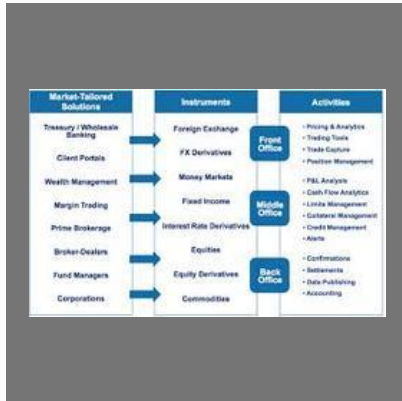 Market-Tailored
Solutions
Treasury / Wholesale
Banking
Client Portals
Wealth Management
Margin Trading
Prime Brokerage
Broker-Dealers
Fund Managers
Corporations
Instruments
Foreign Exchange
FX Derivatives
Money Markets
Fixed Income
Interest Rate Derivatives
Equities
Equity Derivatives
Commodities
Front
Office
Middle
Office
Back
Office
Activities
• Pricing & Analytics
• Trading Tools
• Trade Capture
• Position Management
• P&L Analysis
• Cash Flow Analytics
• Limits Management
• Collateral Management
• Credit Management
• Alerts
• Confirmations
• Settlements
• Data Publishing
• Accounting